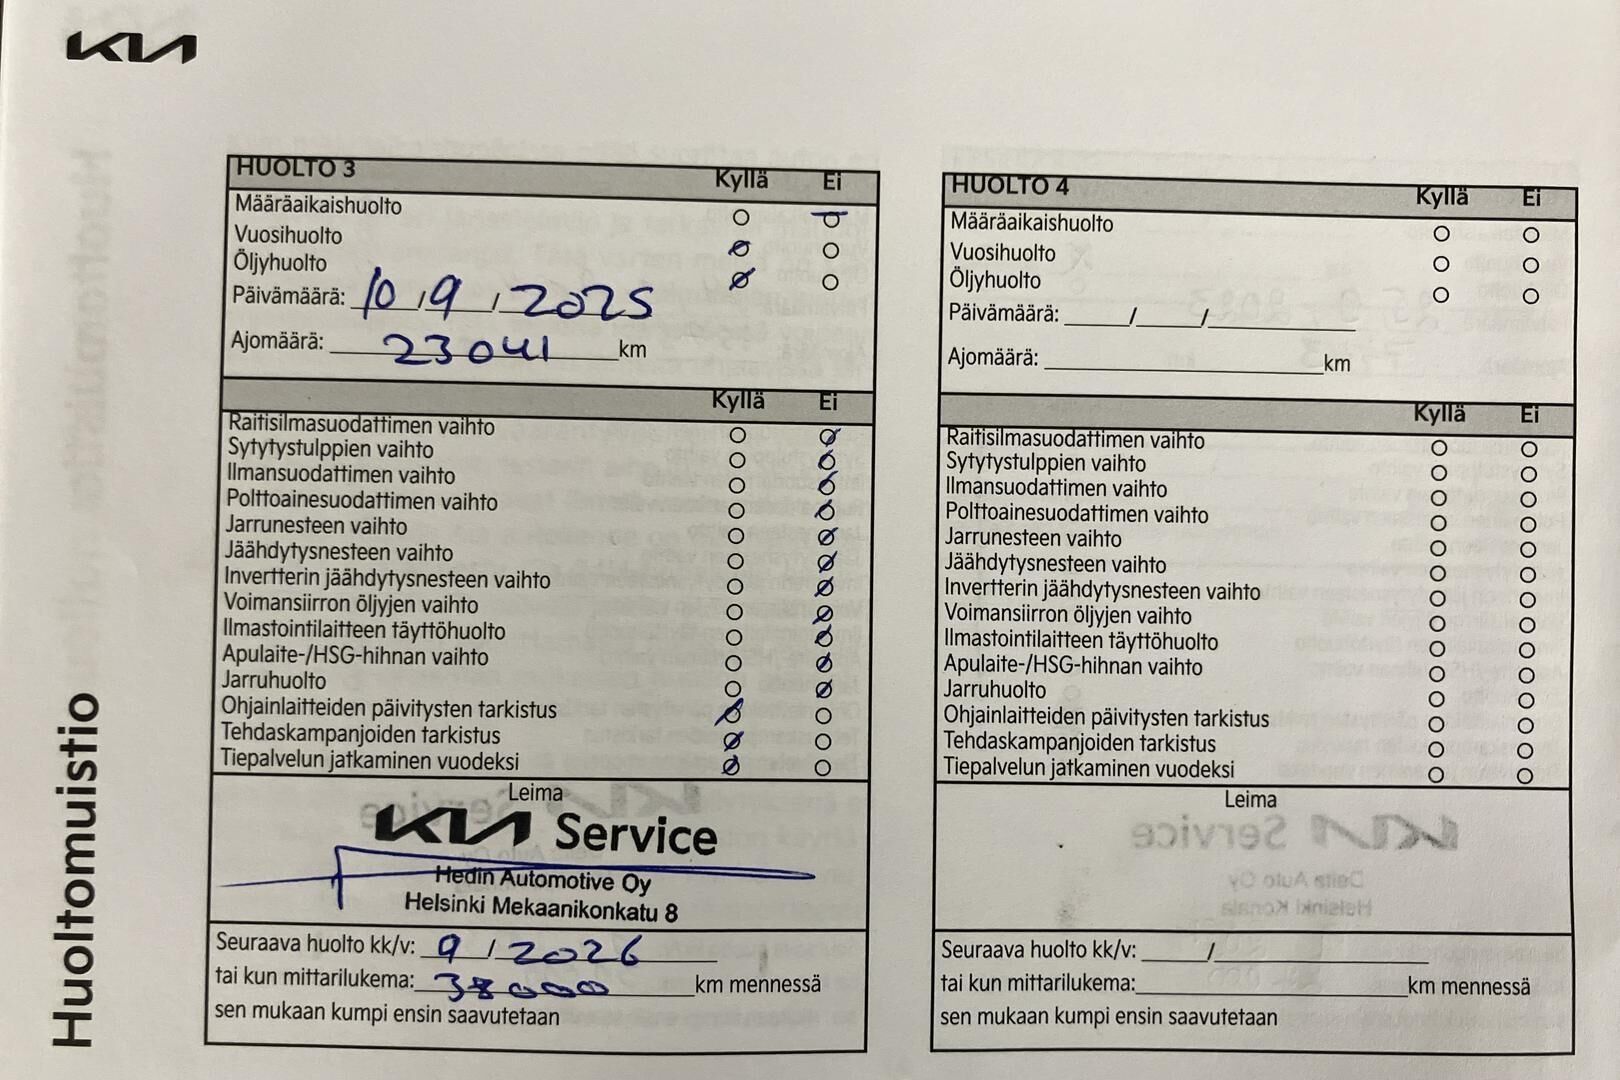 KIA
Huoltomuistio
HUOLTO 3 Kyllä Ei
Määräaikaishuolto
Vuosihuolto
Öljyhuolto
Päivämäärä: 10 / 9 / 2025
Ajomäärä: 23041 km
Kyllä Ei
Raitisilmasuodattimen vaihto
Sytytystulppien vaihto
Ilmansuodattimen vaihto
Polttoainesuodattimen vaihto
Jarrunesteen vaihto
Jäähdytysnesteen vaihto
Invertterin jäähdytysnesteen vaihto
Voimansiirron öljyjen vaihto
Ilmastointilaitteen täyttöhuolto
Apulaite-/HSG-hihnan vaihto
Jarruhuolto
Ohjainlaitteiden päivitysten tarkistus
Tehdaskampanjoiden tarkistus
Tiepalvelun jatkaminen vuodeksi
Leima
KIA Service
Hedin Automotive Oy
Helsinki Mekaanikonkatu 8
Seuraava huolto kk/v: 9 / 2026
tai kun mittarilukema: 38000 km mennessä
sen mukaan kumpi ensin saavutetaan
HUOLTO 4 Kyllä Ei
Määräaikaishuolto
Vuosihuolto
Öljyhuolto
Päivämäärä: / /
Ajomäärä: km
Kyllä Ei
Raitisilmasuodattimen vaihto
Sytytystulppien vaihto
Ilmansuodattimen vaihto
Polttoainesuodattimen vaihto
Jarrunesteen vaihto
Jäähdytysnesteen vaihto
Invertterin jäähdytysnesteen vaihto
Voimansiirron öljyjen vaihto
Ilmastointilaitteen täyttöhuolto
Apulaite-/HSG-hihnan vaihto
Jarruhuolto
Ohjainlaitteiden päivitysten tarkistus
Tehdaskampanjoiden tarkistus
Tiepalvelun jatkaminen vuodeksi
Leima
Seuraava huolto kk/v: /
tai kun mittarilukema: km mennessä
sen mukaan kumpi ensin saavutetaan